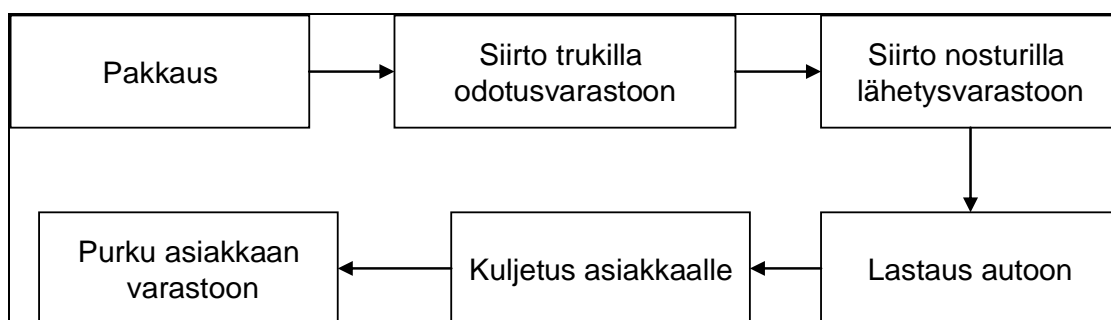 Pakkaus
Siirto trukilla
odotusvarastoon
Siirto nosturilla
lähetysvarastoon
Lastaus autoon
Kuljetus asiakkaalle
Purku asiakkaan
varastoon